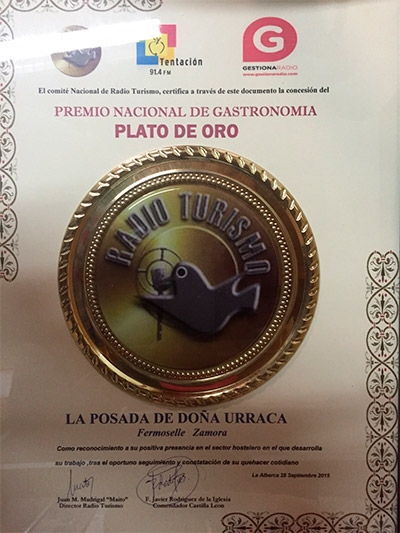 Tentación
91.4 FM
G
GESTIONARADIO
www.gestionaradio.com
El comité Nacional de Radio Turismo, certifica a través de este documento la concesión del
PREMIO NACIONAL DE GASTRONOMIA
PLATO DE ORO
RADIO TURISMO
LA POSADA DE DOÑA URRACA
Fermoselle Zamora
Como reconocimiento a su positiva presencia en el sector hostelero en el que desarrolla
su trabajo ,tras el oportuno seguimiento y constatación de su quehacer cotidiano
La Alberca 28 Septiembre 2015
Juan M. Madrigal "Maito" F. Javier Rodríguez de la Iglesia
Director Radio Turismo Comendador Castilla Leon